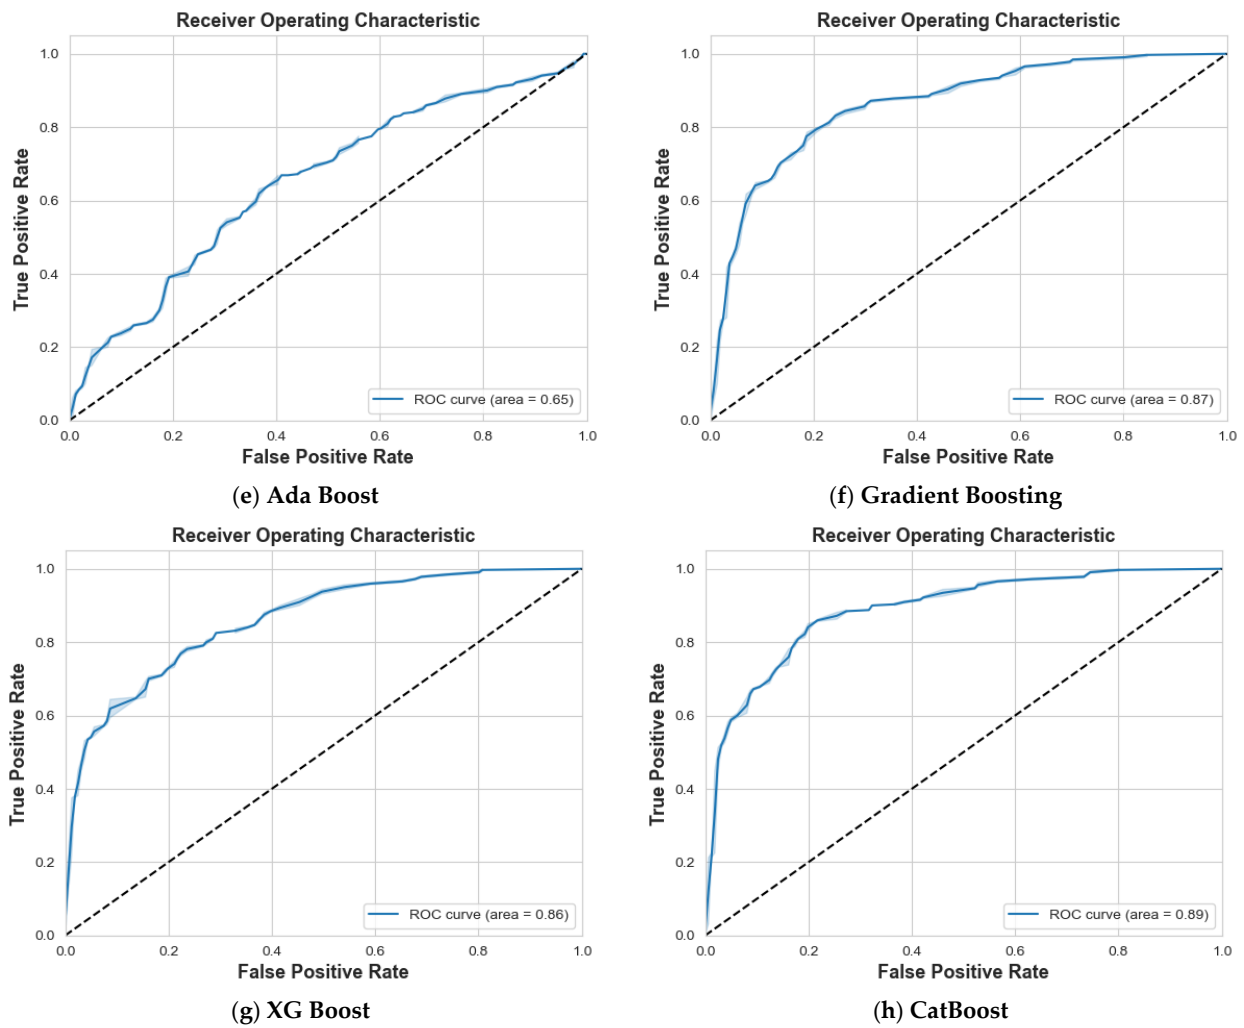 Receiver Operating Characteristic
1.0
0.8
0.6
0.4
0.2
0.0
True Positive Rate
ROC curve (area = 0.65)
0.0 0.2 0.4 0.6 0.8 1.0
False Positive Rate
(e) Ada Boost
Receiver Operating Characteristic
1.0
0.8
0.6
0.4
0.2
0.0
True Positive Rate
ROC curve (area = 0.87)
0.0 0.2 0.4 0.6 0.8 1.0
False Positive Rate
(f) Gradient Boosting
Receiver Operating Characteristic
1.0
0.8
0.6
0.4
0.2
0.0
True Positive Rate
ROC curve (area = 0.86)
0.0 0.2 0.4 0.6 0.8 1.0
False Positive Rate
(g) XG Boost
Receiver Operating Characteristic
1.0
0.8
0.6
0.4
0.2
0.0
True Positive Rate
ROC curve (area = 0.89)
0.0 0.2 0.4 0.6 0.8 1.0
False Positive Rate
(h) CatBoost